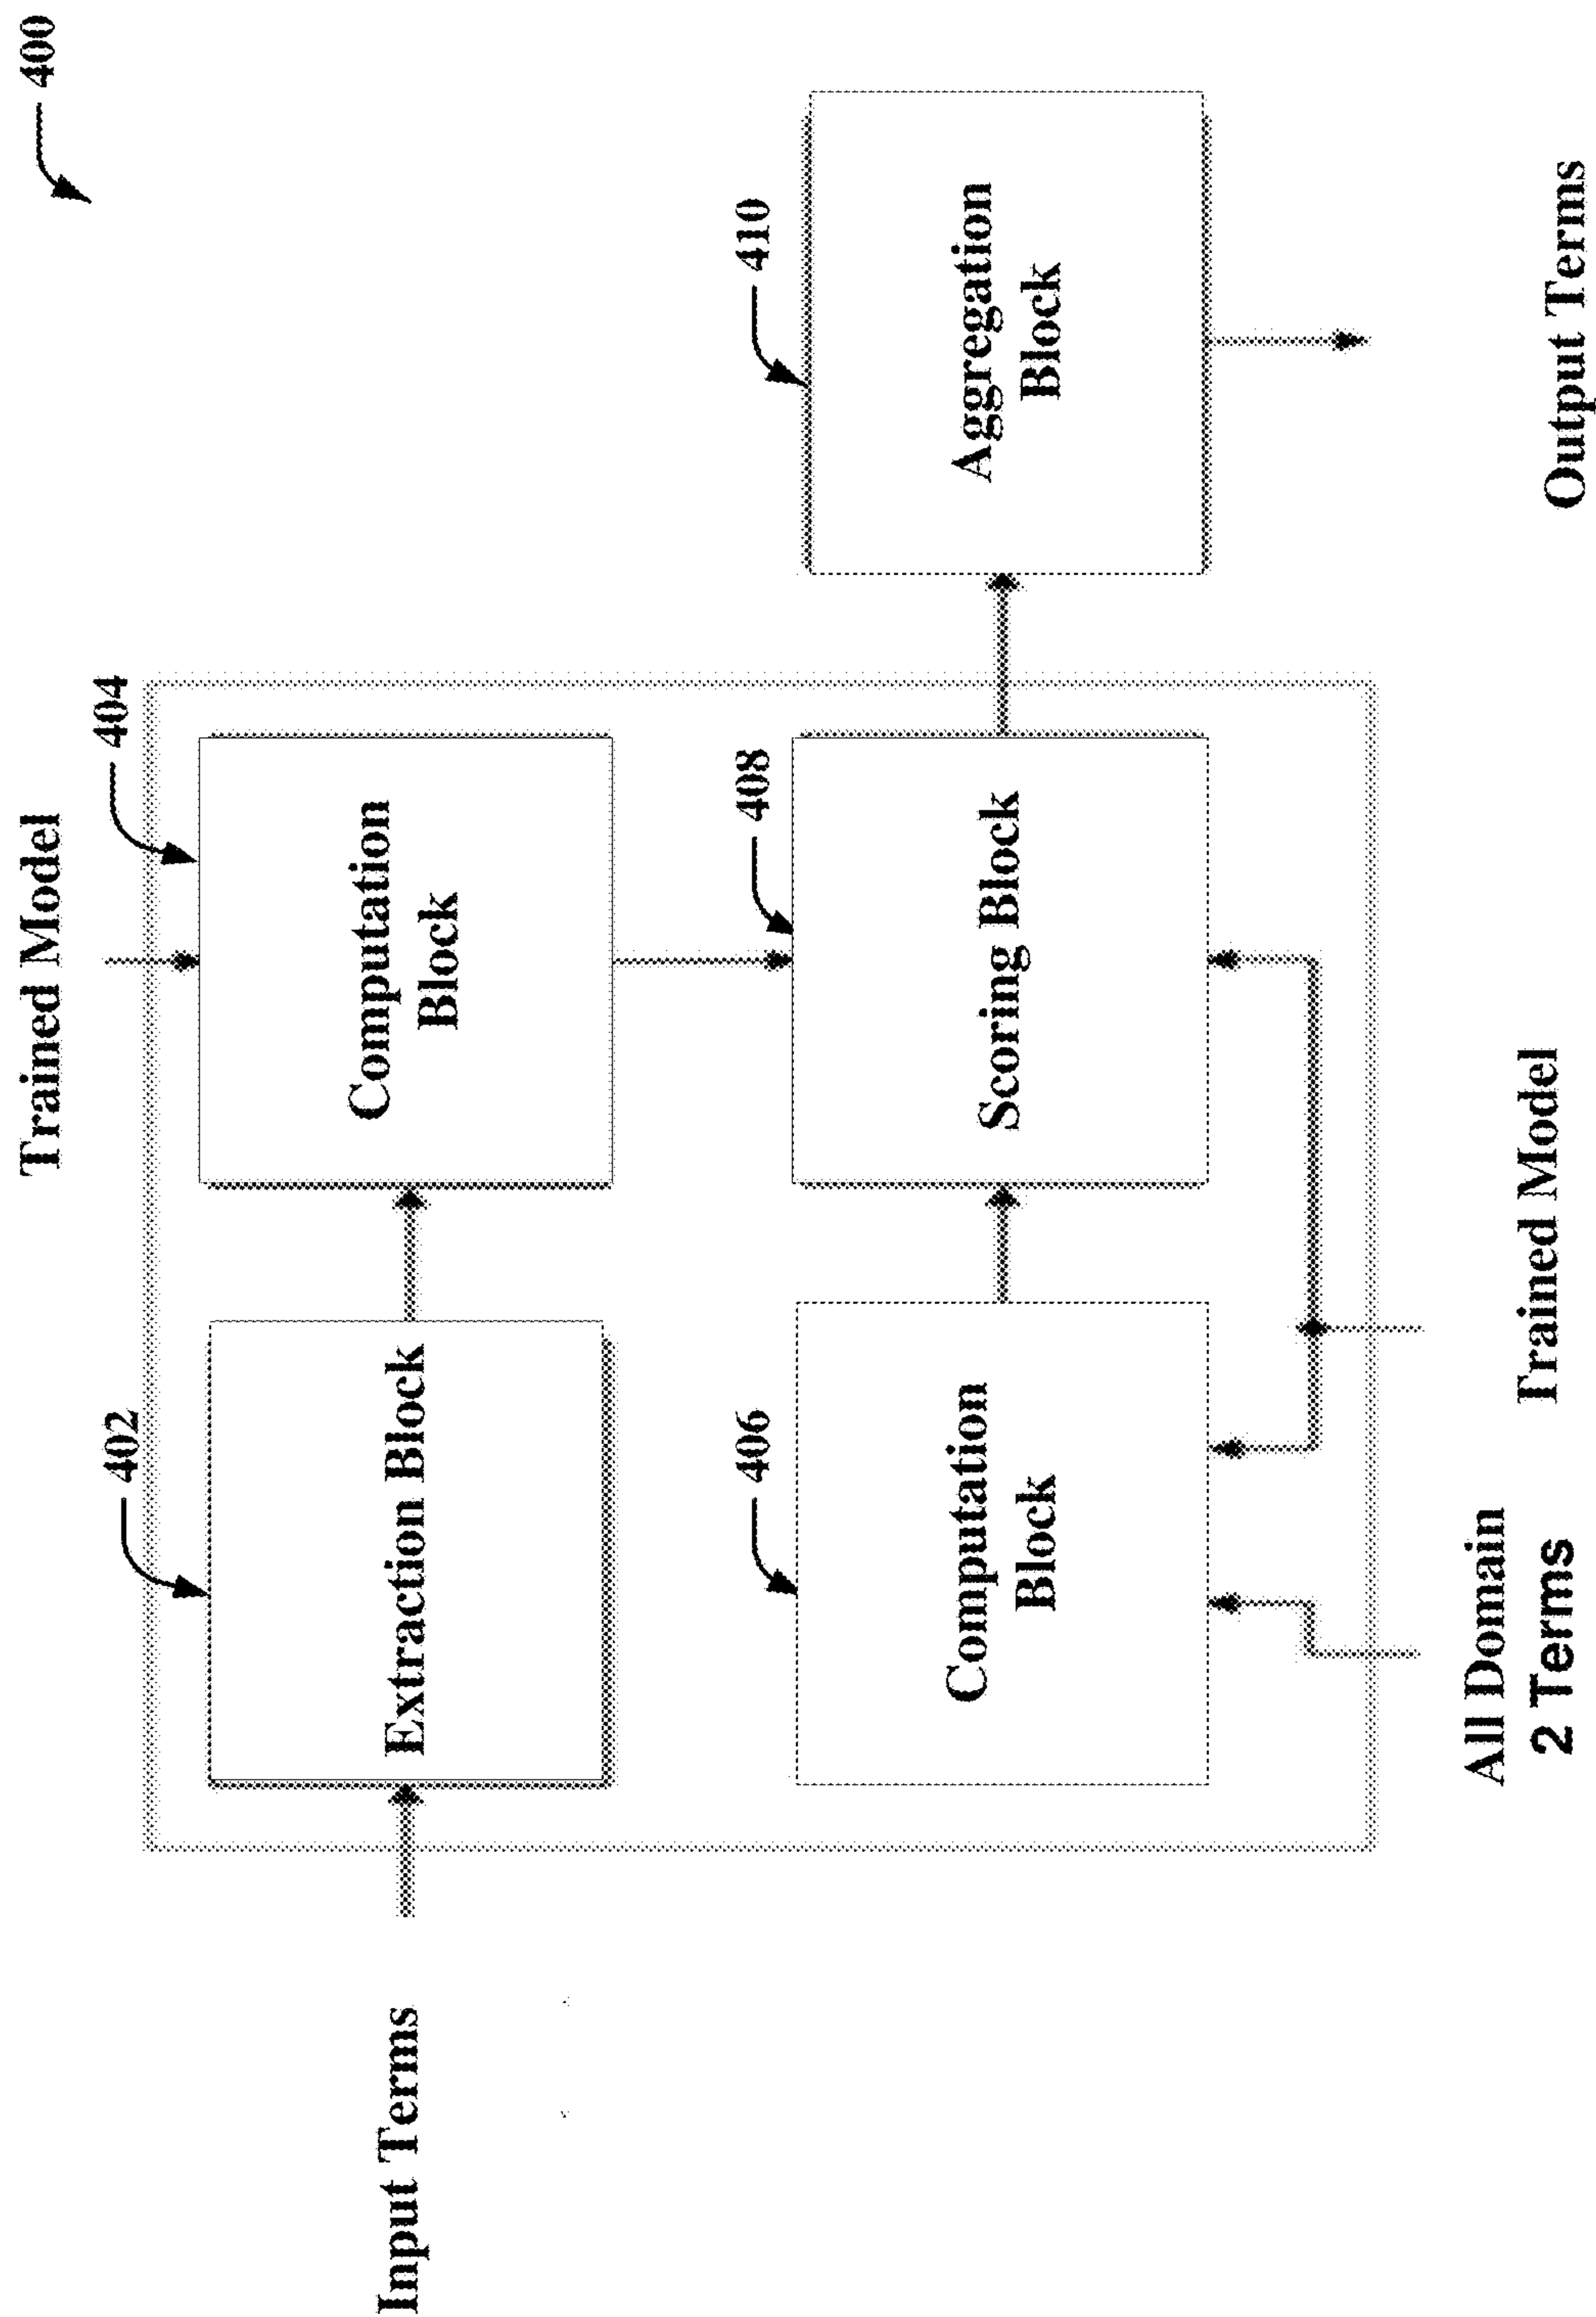 400
Trained Model
404
402
Input Terms
Extraction Block
Computation
Block
406
408
410
Computation
Block
Scoring Block
Aggregation
Block
All Domain
2 Terms
Trained Model
Output Terms